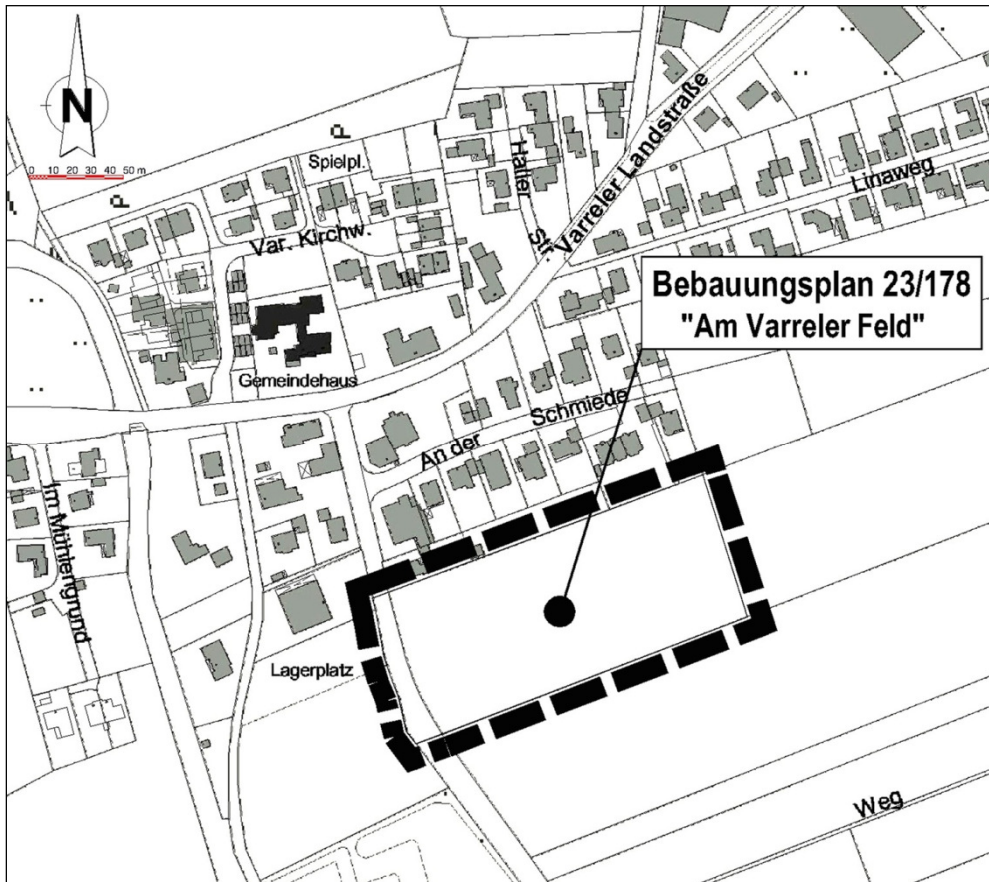 N
0 10 20 30 40 50 m
P
Spielpl.
P
Var. Kirchw.
Hatter
Str.
Varreler Landstraße
Linaweg
Bebauungsplan 23/178
"Am Varreler Feld"
Gemeindehaus
An der Schmiede
Im Mühlengrund
Lagerplatz
Weg